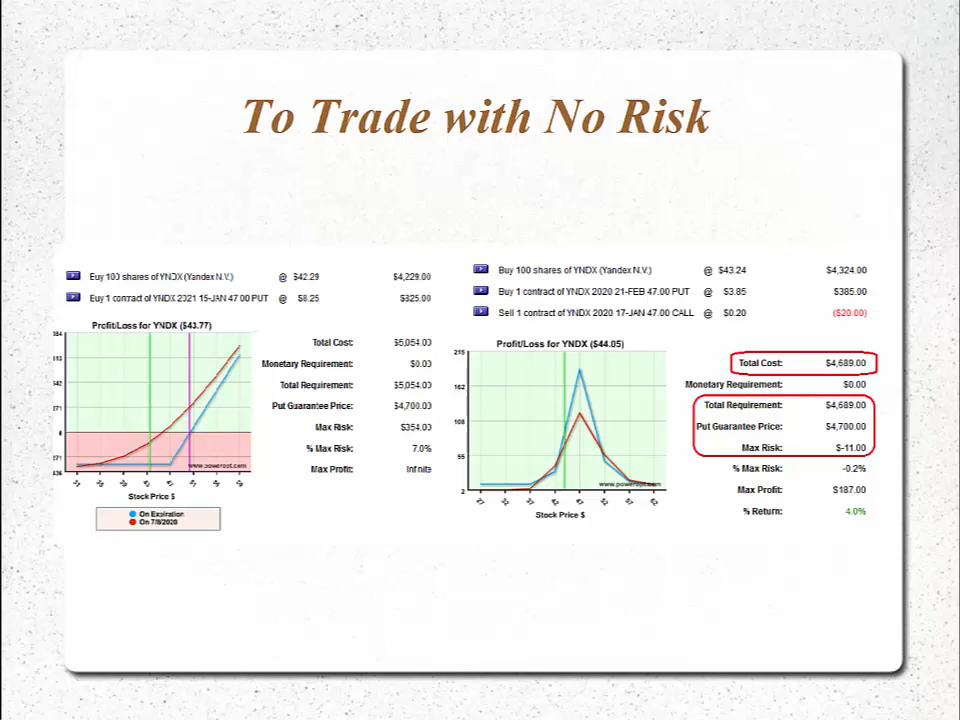 To Trade with No Risk
Buy 100 shares of YNDX (Yandex N.V.) @ $42.29 $4,229.00
Buy 1 contract of YNDX 2021 15-JAN 47.00 PUT @ $8.25 $825.00
Profit/Loss for YNDX ($43.77)
Total Cost: $5,054.00
Monetary Requirement: $0.00
Total Requirement: $5,054.00
Put Guarantee Price: $4,700.00
Max Risk: $354.00
% Max Risk: 7.0%
Max Profit: Infinite
www.poweropt.com
Stock Price $
On Expiration
On 7/8/2020
Buy 100 shares of YNDX (Yandex N.V.) @ $43.24 $4,324.00
Buy 1 contract of YNDX 2020 21-FEB 47.00 PUT @ $3.85 $385.00
Sell 1 contract of YNDX 2020 17-JAN 47.00 CALL @ $0.20 ($20.00)
Profit/Loss for YNDX ($44.05)
215
162
108
55
2
27 32 37 42 47 52 57 62
www.poweropt.com
Stock Price $
Total Cost: $4,689.00
Monetary Requirement: $0.00
Total Requirement: $4,689.00
Put Guarantee Price: $4,700.00
Max Risk: $-11.00
% Max Risk: -0.2%
Max Profit: $187.00
% Return: 4.0%